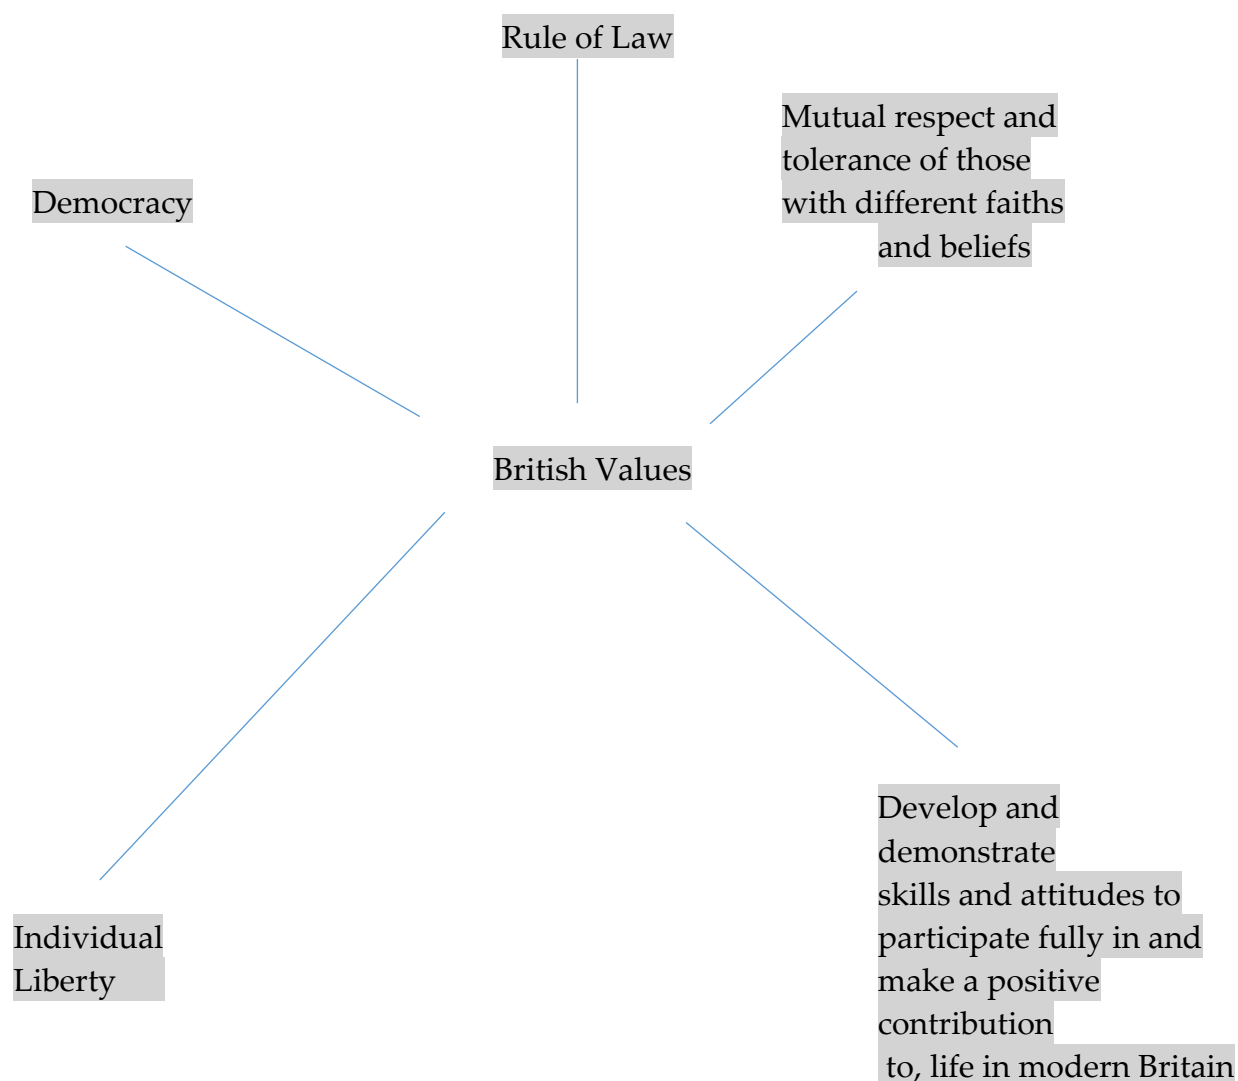 Rule of Law
Mutual respect and
tolerance of those
with different faiths
and beliefs
Democracy
British Values
Develop and
demonstrate
skills and attitudes to
participate fully in and
make a positive
contribution
to, life in modern Britain
Individual
Liberty